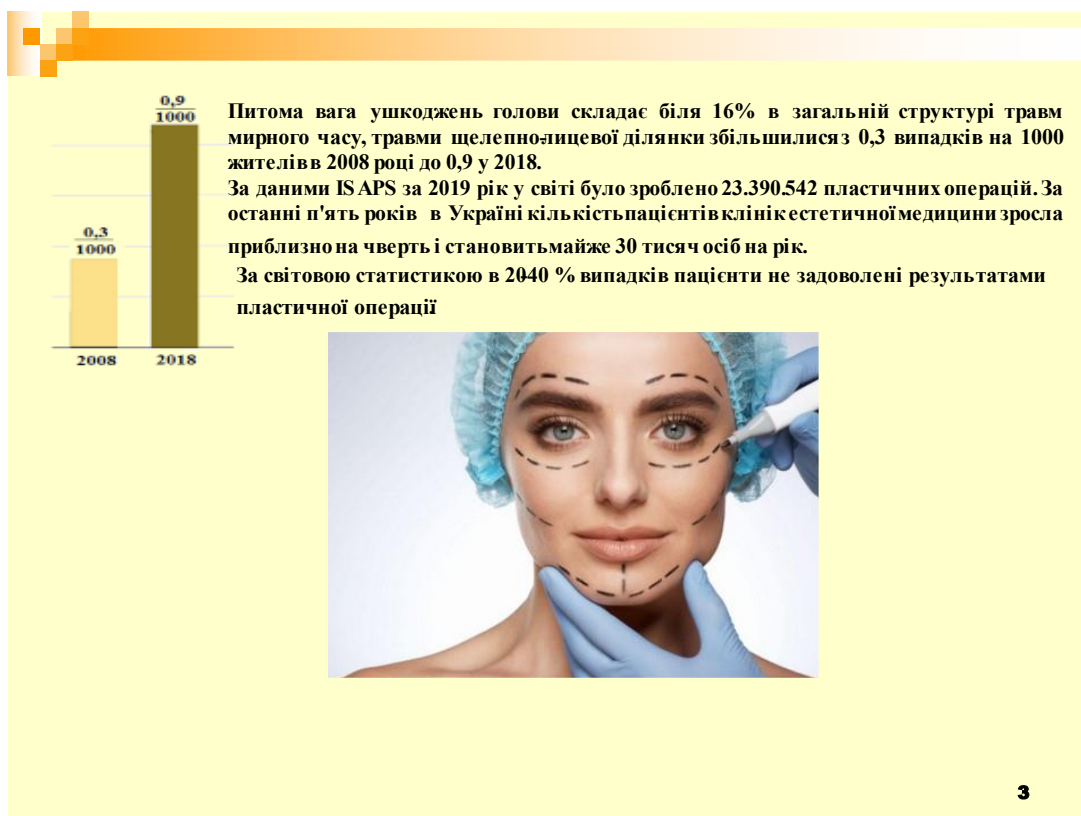 0,9
1000
0,3
1000
2008 2018
Питома вага ушкоджень голови складає біля 16% в загальній структурі травм
мирного часу, травми щелепно-лицевої ділянки збільшилися з 0,3 випадків на 1000
жителів в 2008 році до 0,9 у 2018.
За даними ISAPS за 2019 рік у світі було зроблено 23.390.542 пластичних операцій. За
останні п'ять років в Україні кількість пацієнтів клінік естетичної медицини зросла
приблизно на чверть і становить майже 30 тисяч осіб на рік.
За світовою статистикою в 20-40 % випадків пацієнти не задоволені результатами
пластичної операції.
3